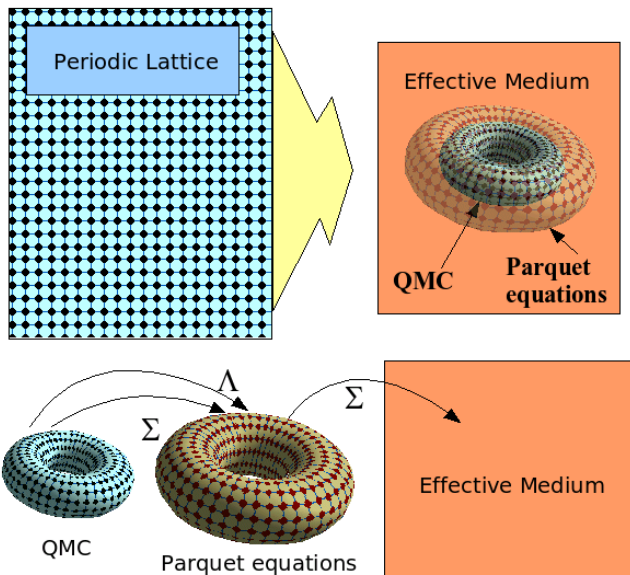 Periodic Lattice
Effective Medium
QMC
Parquet
equations
Λ
Σ
Σ
Effective Medium
QMC
Parquet equations